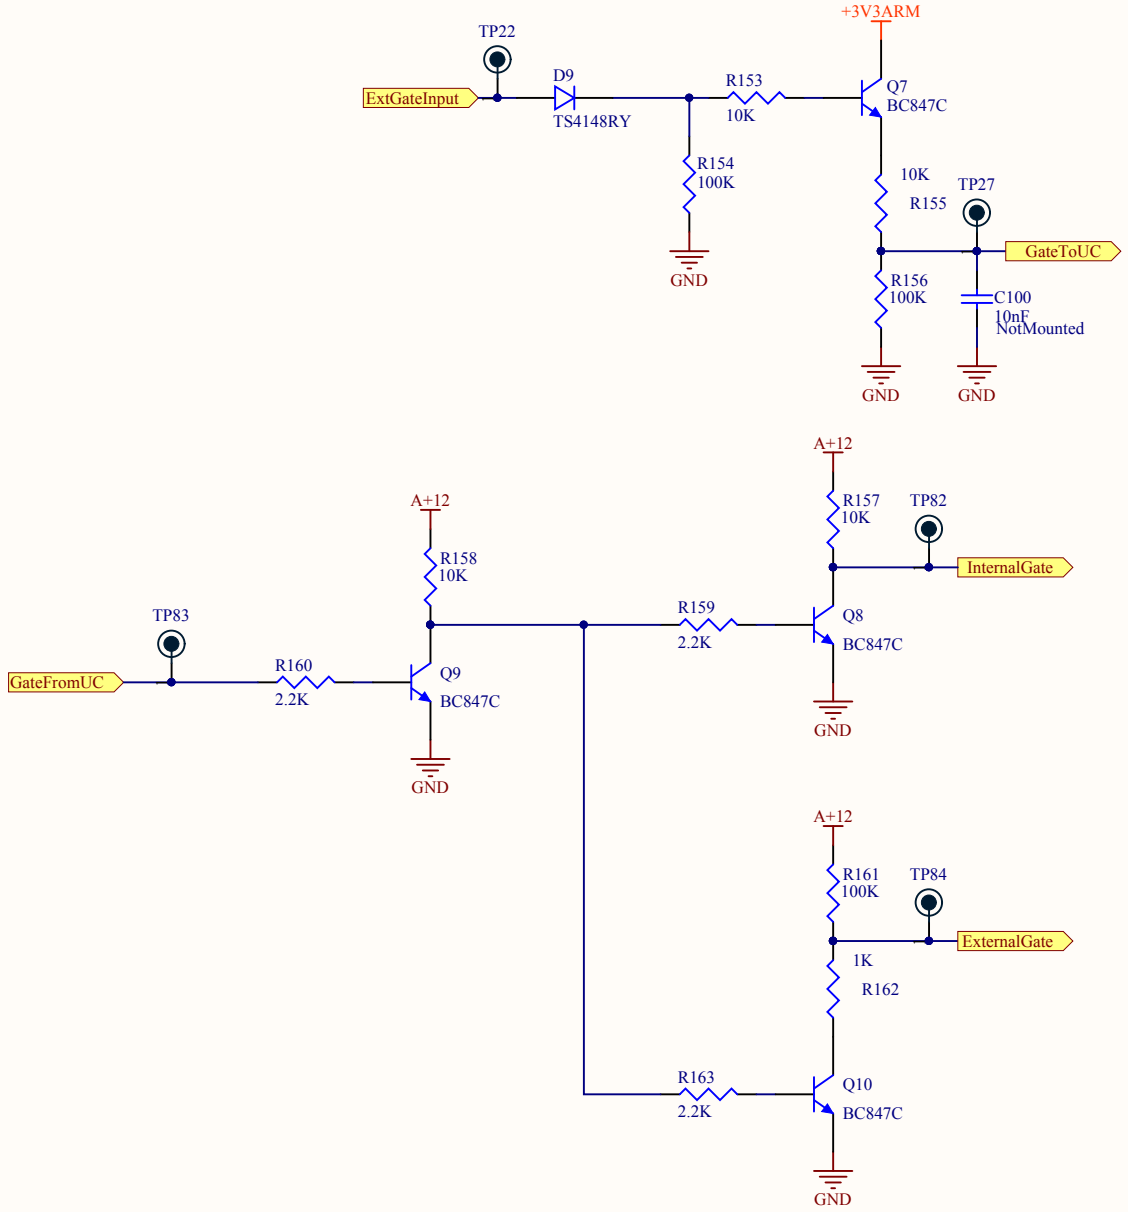 +3V3ARM
TP22
D9
R153
Q7
ExtGateInput
BC847C
TS4148RY
10K
R154
100K
10K
TP27
R155
GateToUC
GND
R156
100K
C100
10nF
NotMounted
GND
GND
A+12
A+12
R157
10K
TP82
R158
10K
InternalGate
TP83
R159
Q8
2.2K
BC847C
R160
Q9
GateFromUC
2.2K
BC847C
GND
GND
A+12
R161
100K
TP84
ExternalGate
1K
R162
R163
Q10
2.2K
BC847C
GND